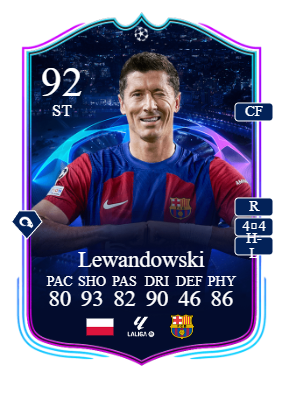 92
ST
CF
R
4▯4
H-
L
Lewandowski
PAC SHO PAS DRI DEF PHY
80 93 82 90 46 86
LALIGA